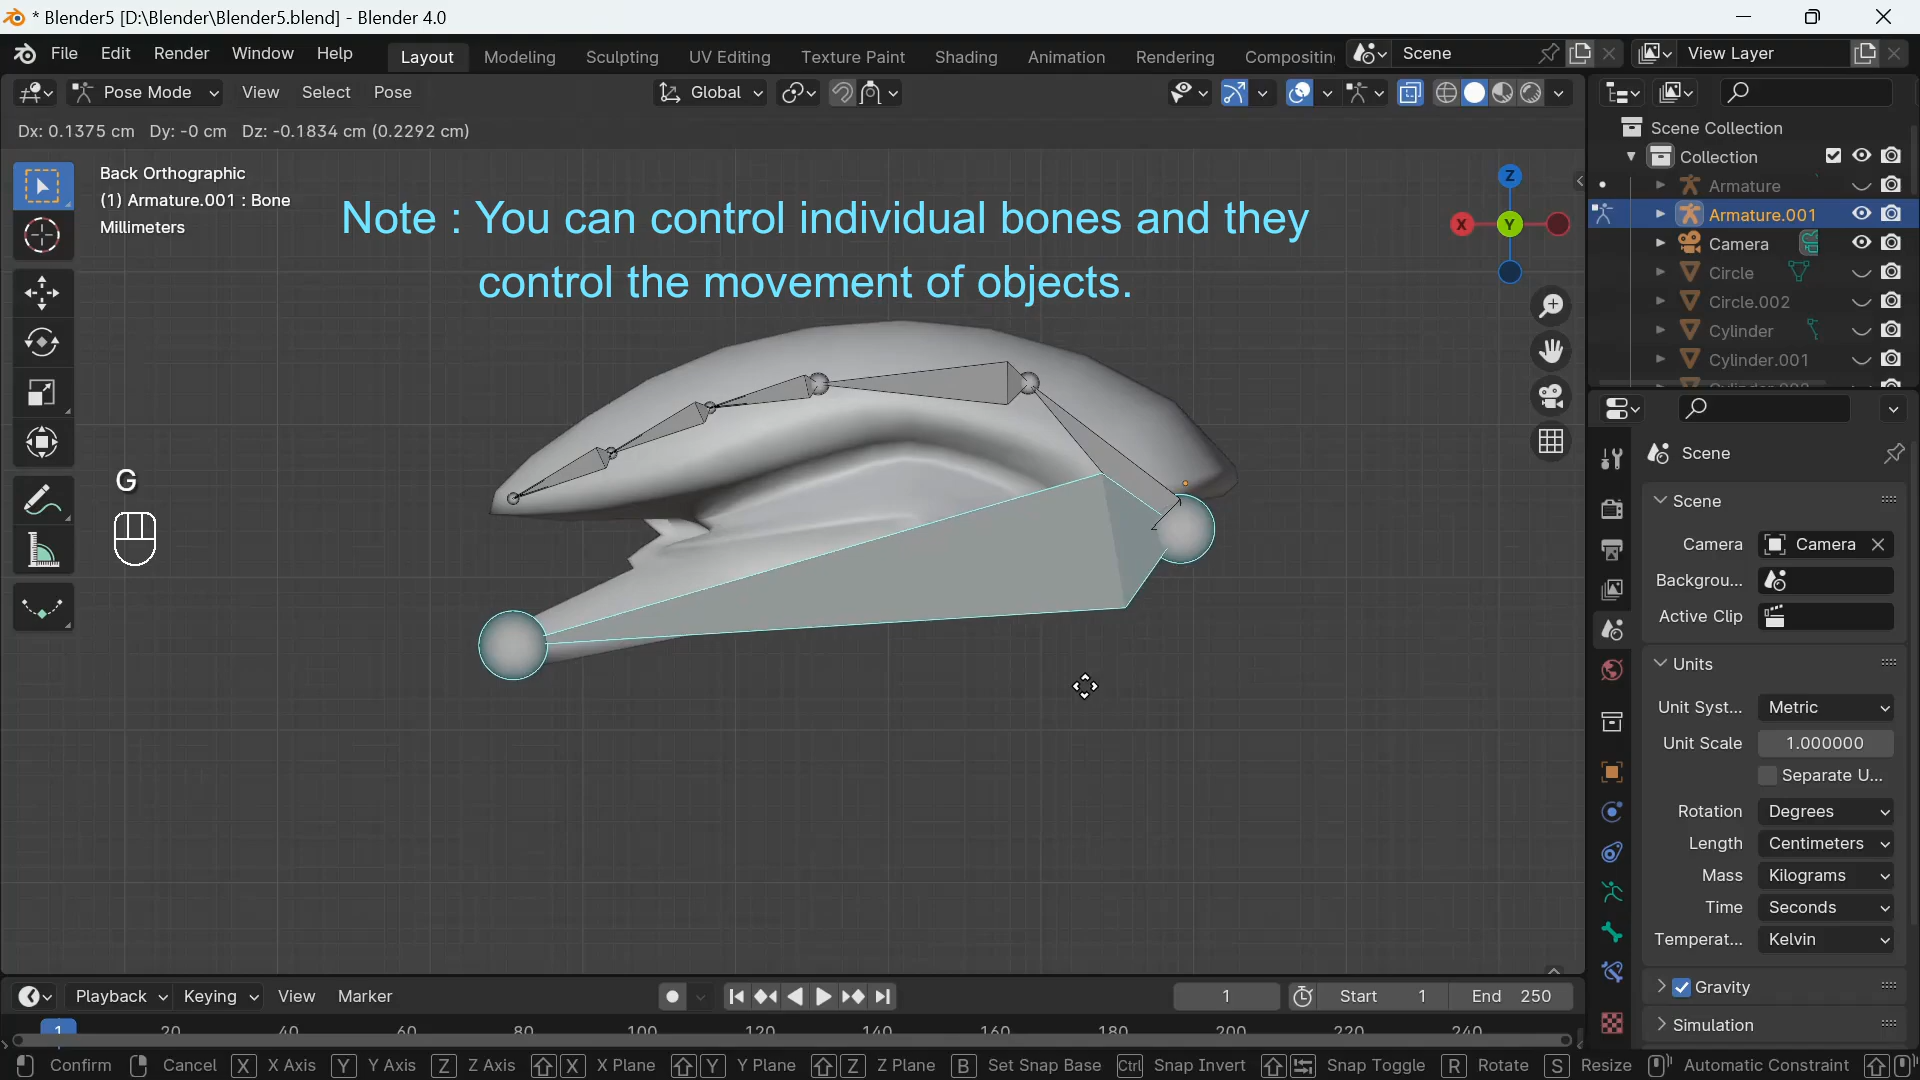 * Blender5 [D:\Blender\Blender5.blend] - Blender 4.0
File Edit Render Window Help Layout Modeling Sculpting UV Editing Texture Paint Shading Animation Rendering Scene View Layer
Pose Mode View Select Pose Global
Dx: 0.1375 cm Dy: -0 cm Dz: -0.1834 cm (0.2292 cm)
Back Orthographic
(1) Armature.001 : Bone
Millimeters
Note : You can control individual bones and they
control the movement of objects.
Z
X
Y
G
Scene Collection
Collection
Armature
Armature.001
Camera
Circle
Circle.002
Cylinder
Cylinder.001
Scene
Scene
Camera Camera
Backgrou...
Active Clip
Units
Unit Syst... Metric
Unit Scale 1.000000
Separate U...
Rotation Degrees
Length Centimeters
Mass Kilograms
Time Seconds
Temperat... Kelvin
Gravity
Simulation
Playback Keying View Marker 1 Start 1 End 250
1 20 40 60 80 100 120 140 160 180 200 220 240
Confirm Cancel X X Axis Y Y Axis Z Z Axis X X Plane Y Y Plane Z Z Plane B Set Snap Base Ctrl Snap Invert Snap Toggle R Rotate S Resize Automatic Constraint